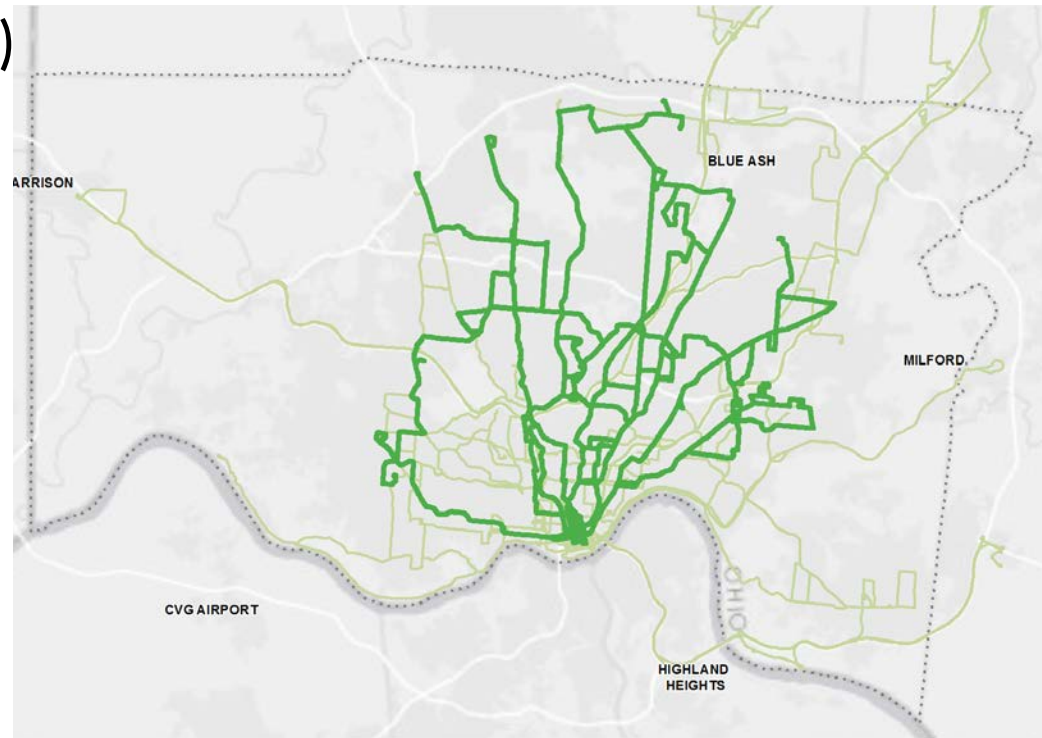 )
ARRISON
BLUE ASH
MILFORD
OHIO
CVG AIRPORT
HIGHLAND
HEIGHTS